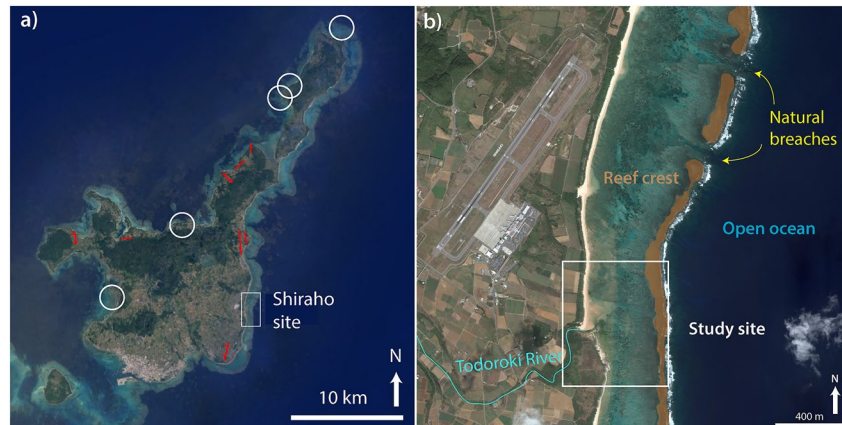 a)
Shiraho
site
N
10 km
b)
Natural
breaches
Reef crest
Open ocean
Study site
Todoroki River
N
400 m